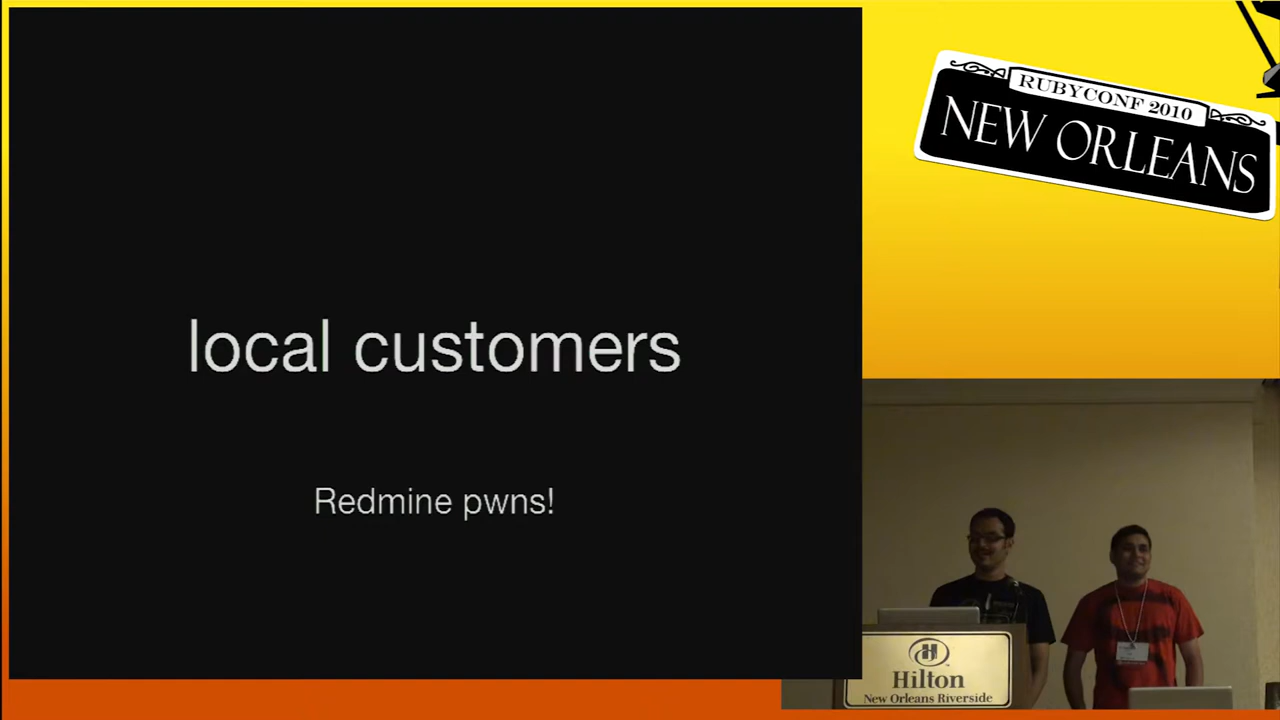 local customers
Redmine pwns!
RUBYCONF 2010
NEW ORLEANS
Hilton
New Orleans Riverside